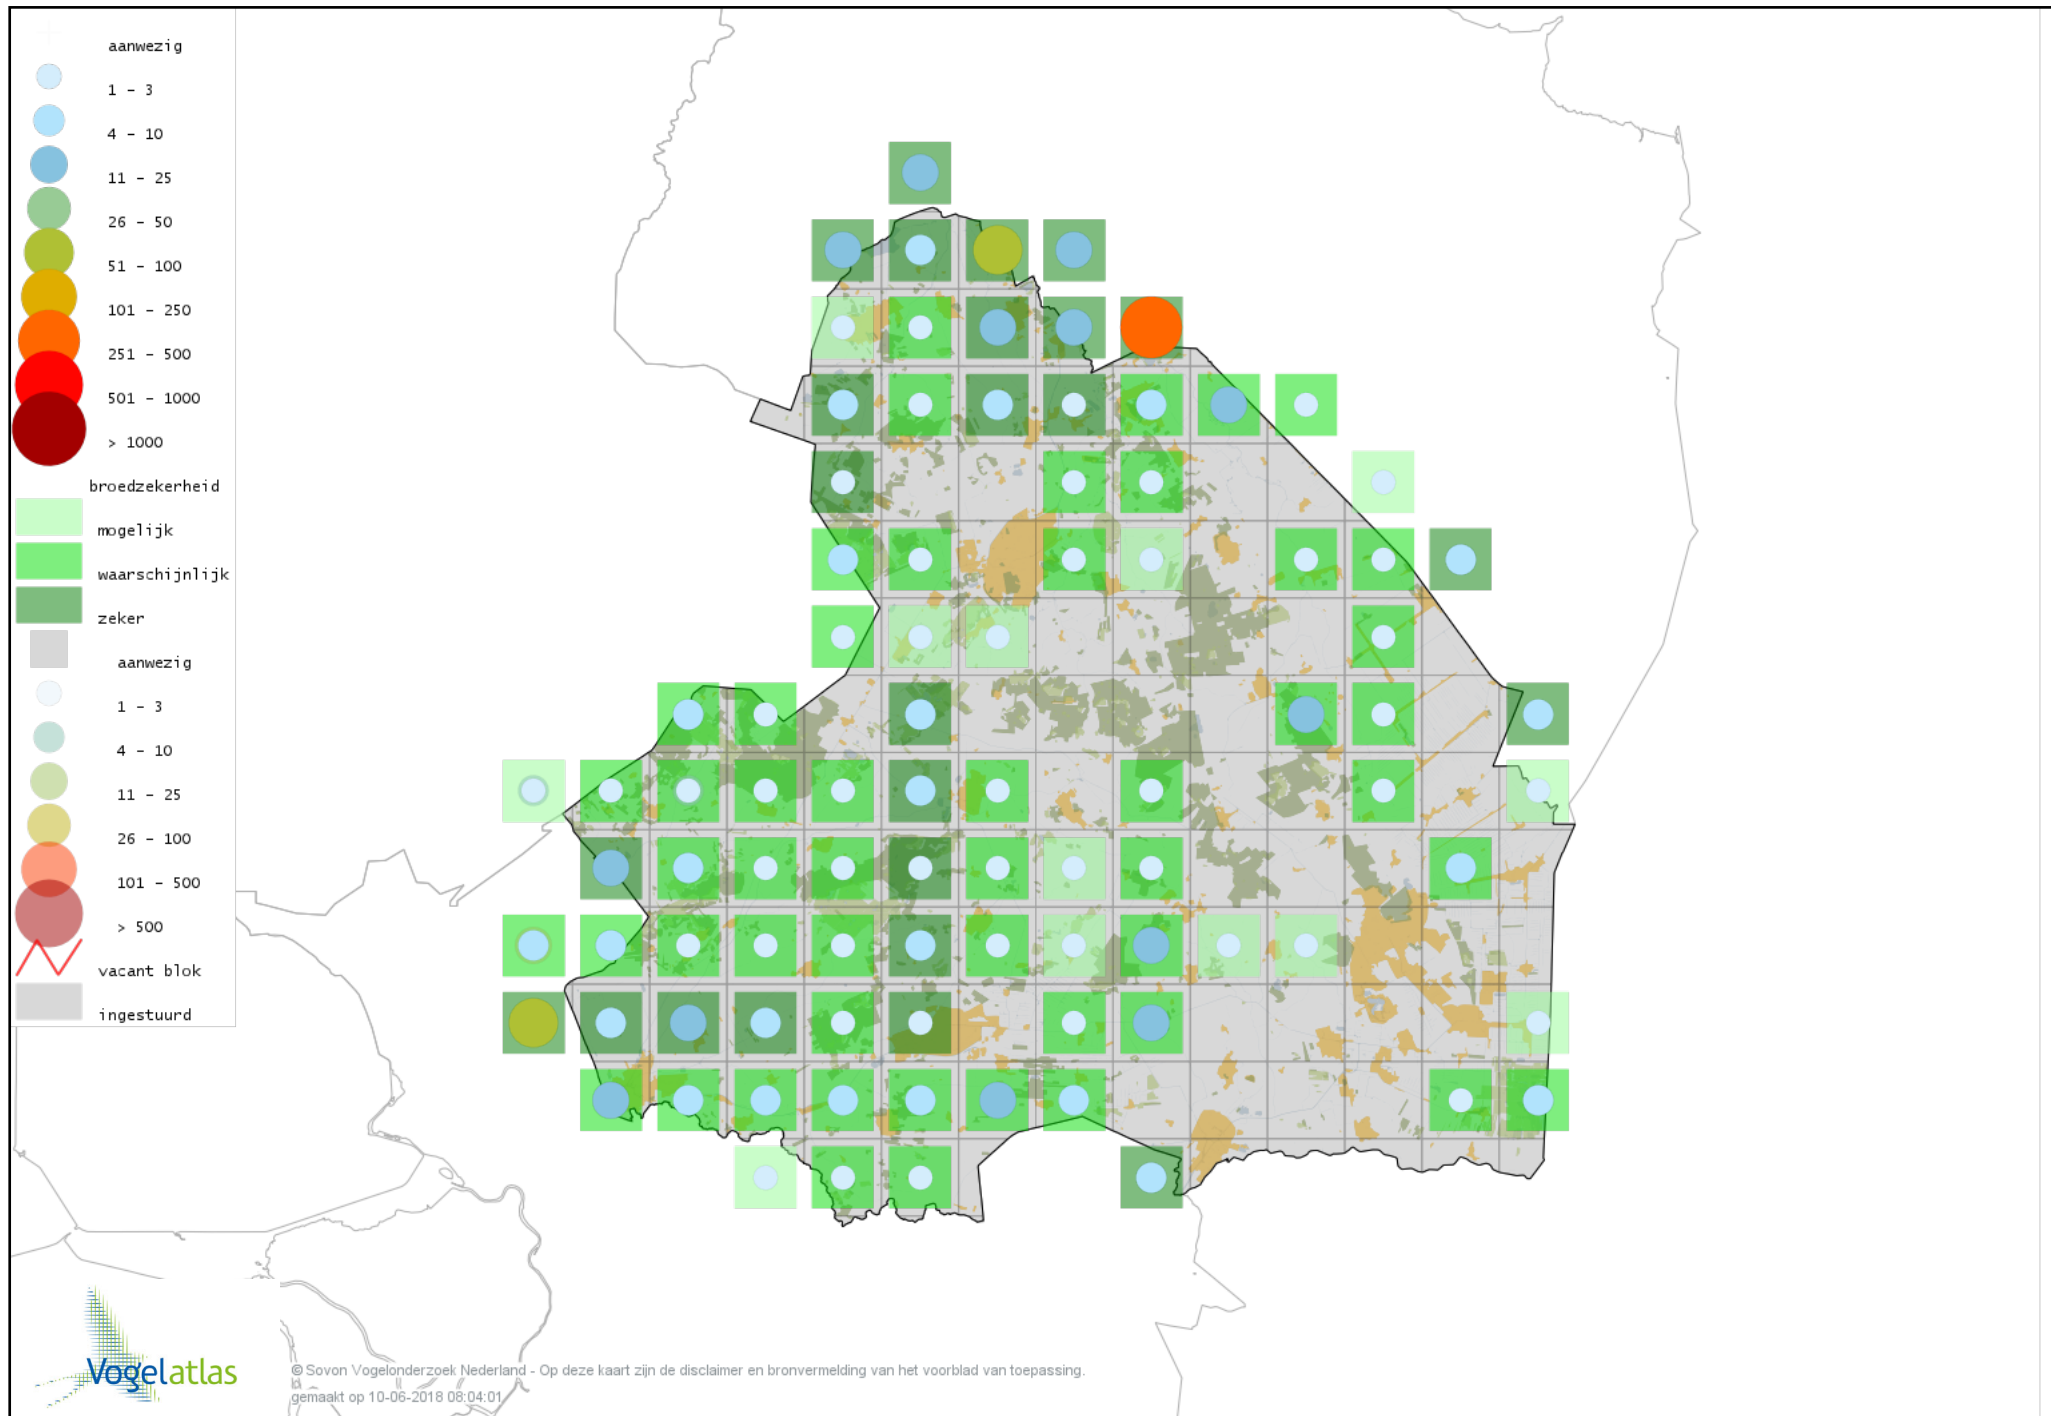 aanwezig
1 - 3
4 - 10
11 - 25
26 - 50
51 - 100
101 - 250
251 - 500
501 - 1000
> 1000
broedzekerheid
mogelijk
waarschijnlijk
zeker
aanwezig
1 - 3
4 - 10
11 - 25
26 - 100
101 - 500
> 500
vacant blok
ingestuurd
Vogelatlas
© Sovon Vogelonderzoek Nederland - Op deze kaart zijn de disclaimer en bronvermelding van het voorblad van toepassing.
gemaakt op 10-06-2018 08:04:01